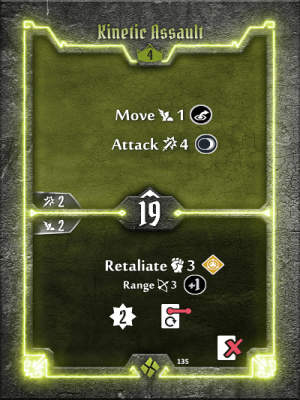 Kinetic Assault
4
Move 1
Attack 4
2
19
2
Retaliate 3
Range 3 +1
2
135